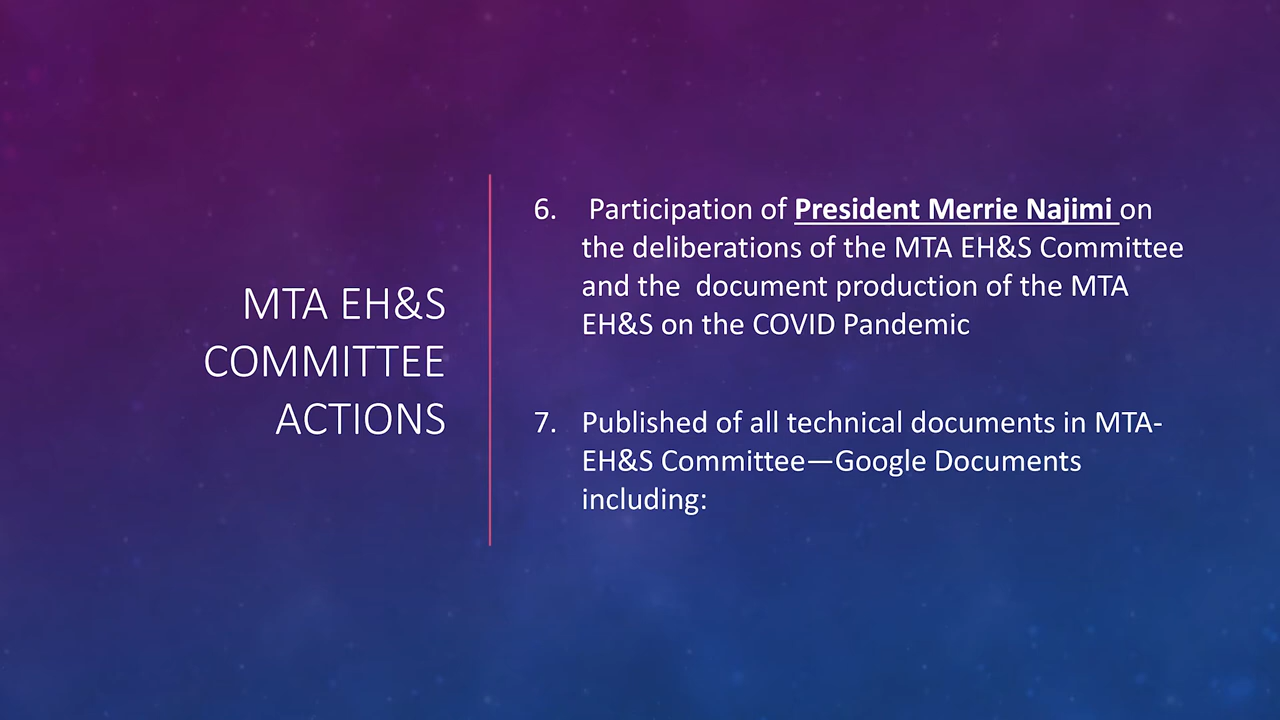 MTA EH&S
COMMITTEE
ACTIONS
6. Participation of President Merrie Najimi on
the deliberations of the MTA EH&S Committee
and the document production of the MTA
EH&S on the COVID Pandemic
7. Published of all technical documents in MTA-
EH&S Committee—Google Documents
including: